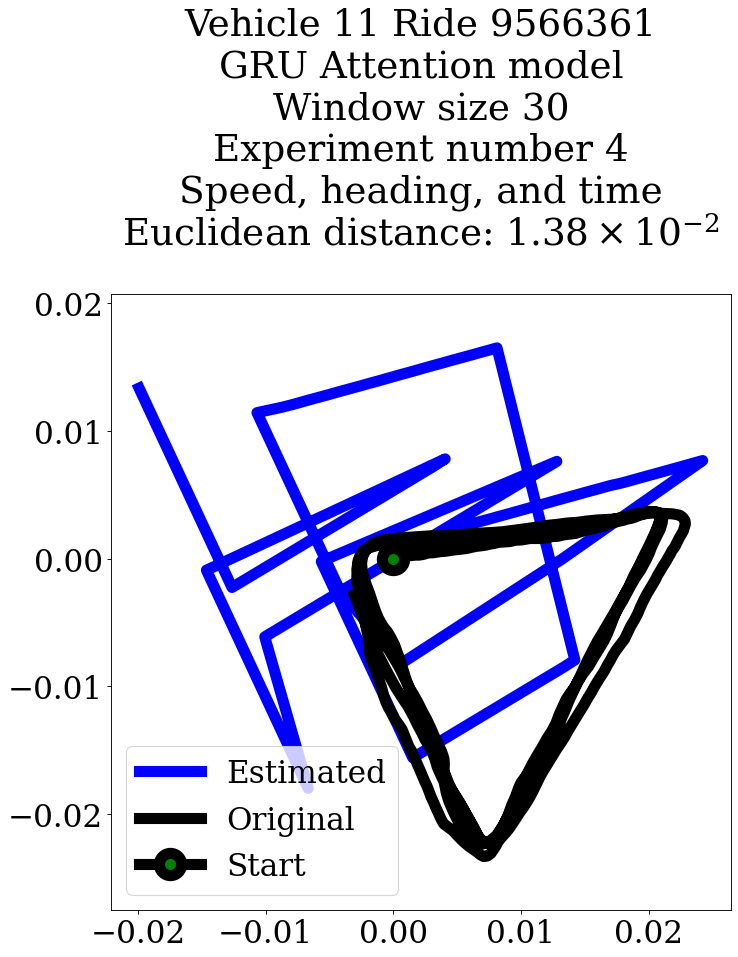 Vehicle 11 Ride 9566361
GRU Attention model
Window size 30
Experiment number 4
Speed, heading, and time
Euclidean distance: 1.38 × 10⁻²
0.02
0.01
0.00
−0.01
−0.02
Estimated
Original
Start
−0.02 −0.01 0.00 0.01 0.02